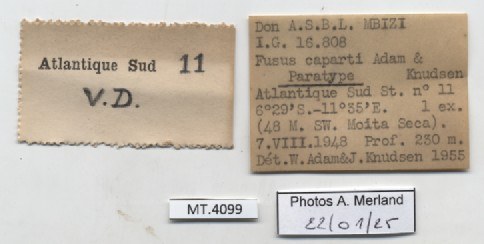 Atlantique Sud 11
V.D.
Don A.S.B.L. MBIZI
I.G. 16.808
Fusus caparti Adam &
Paratype Knudsen
Atlantique Sud St. n° 11
6°29'S.-11°35'E. 1 ex.
(48 M. SW. Moita Seca).
7.VIII.1948 Prof. 230 m.
Dét.W.Adam&J.Knudsen 1955
MT.4099
Photos A. Merland
22/01/25